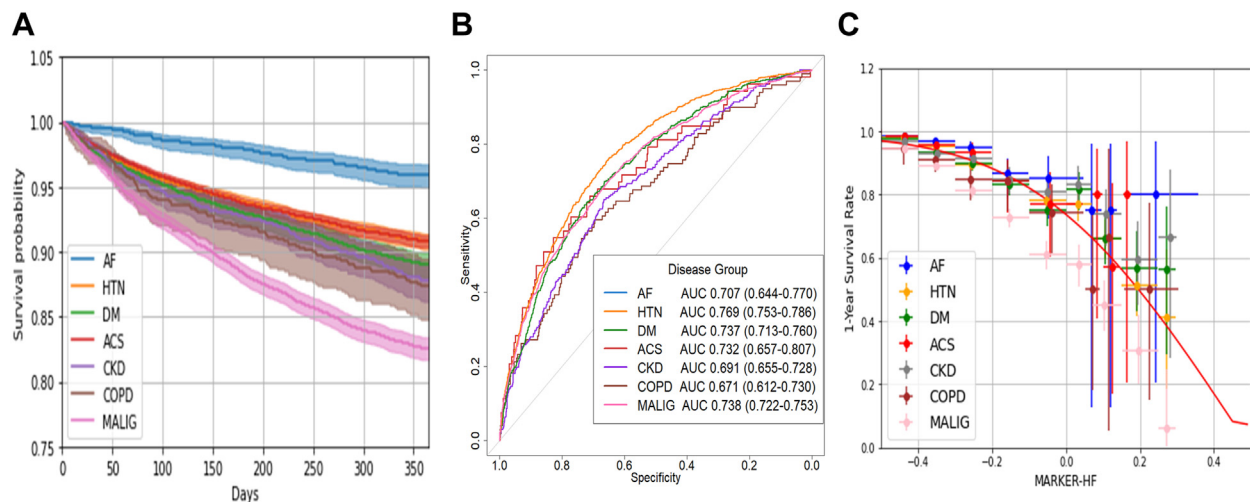 A
1.05
1.00
0.95
0.90
0.85
0.80
0.75
Survival probability
AF
HTN
DM
ACS
CKD
COPD
MALIG
0 50 100 150 200 250 300 350
Days
B
1.0
0.8
0.6
0.4
0.2
0.0
Sensitivity
Disease Group
AF AUC 0.707 (0.644-0.770)
HTN AUC 0.769 (0.753-0.786)
DM AUC 0.737 (0.713-0.760)
ACS AUC 0.732 (0.657-0.807)
CKD AUC 0.691 (0.655-0.728)
COPD AUC 0.671 (0.612-0.730)
MALIG AUC 0.738 (0.722-0.753)
1.0 0.8 0.6 0.4 0.2 0.0
Specificity
C
1.2
1.0
0.8
0.6
0.4
0.2
0.0
1-Year Survival Rate
AF
HTN
DM
ACS
CKD
COPD
MALIG
−0.4 −0.2 0.0 0.2 0.4
MARKER-HF